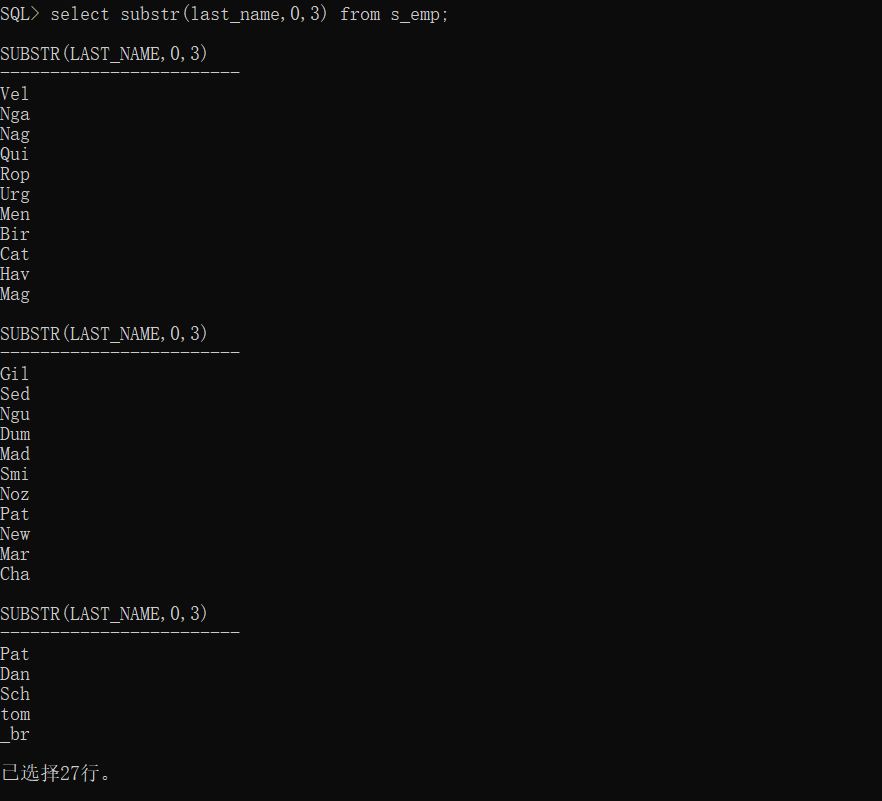 SQL> select substr(last_name,0,3) from s_emp;
SUBSTR(LAST_NAME,0,3)
------------------------
Vel
Nga
Nag
Qui
Rop
Urg
Men
Bir
Cat
Hav
Mag
SUBSTR(LAST_NAME,0,3)
------------------------
Gil
Sed
Ngu
Dum
Mad
Smi
Noz
Pat
New
Mar
Cha
SUBSTR(LAST_NAME,0,3)
------------------------
Pat
Dan
Sch
tom
_br
已选择27行。